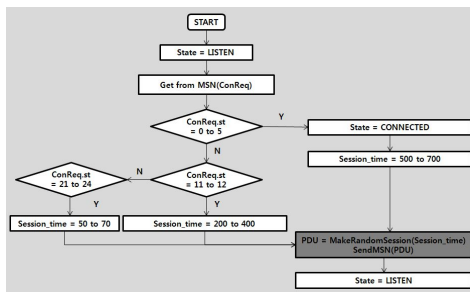 START
State = LISTEN
Get from MSN(ConReq)
ConReq.st
= 0 to 5
Y
State = CONNECTED
N
Session_time = 500 to 700
ConReq.st
= 21 to 24
N
ConReq.st
= 11 to 12
Y
Y
Session_time = 50 to 70
Session_time = 200 to 400
PDU = MakeRandomSession(Session_time)
SendMSN(PDU)
State = LISTEN